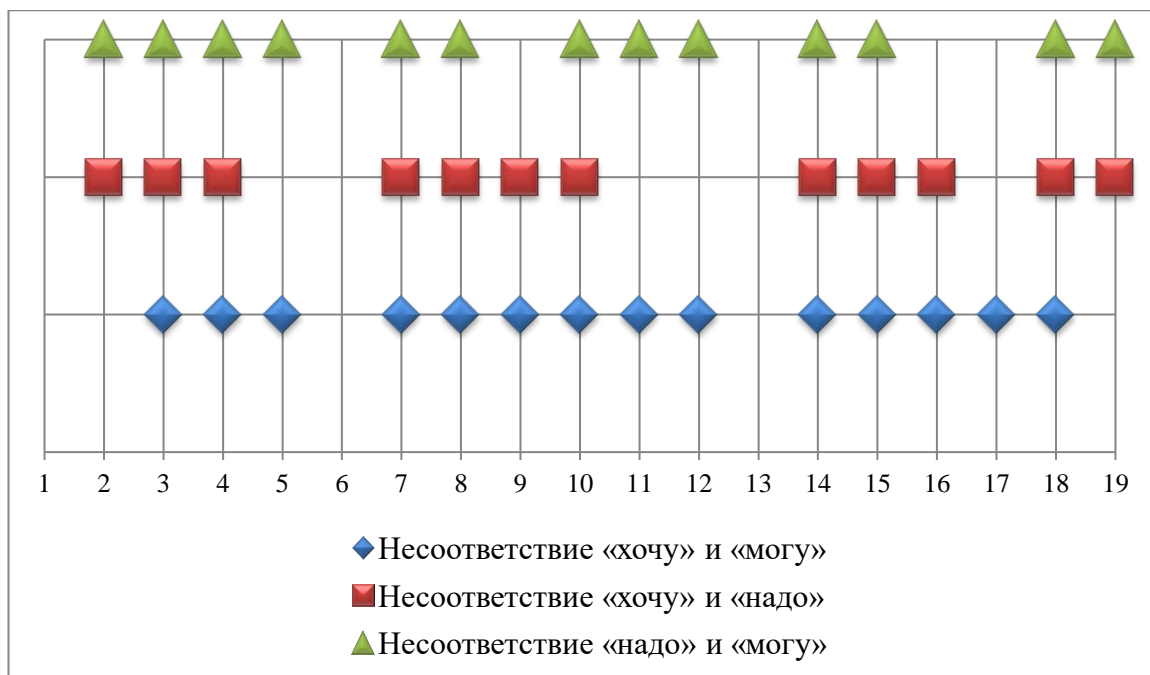 1 2 3 4 5 6 7 8 9 10 11 12 13 14 15 16 17 18 19
Несоответствие «хочу» и «могу»
Несоответствие «хочу» и «надо»
Несоответствие «надо» и «могу»